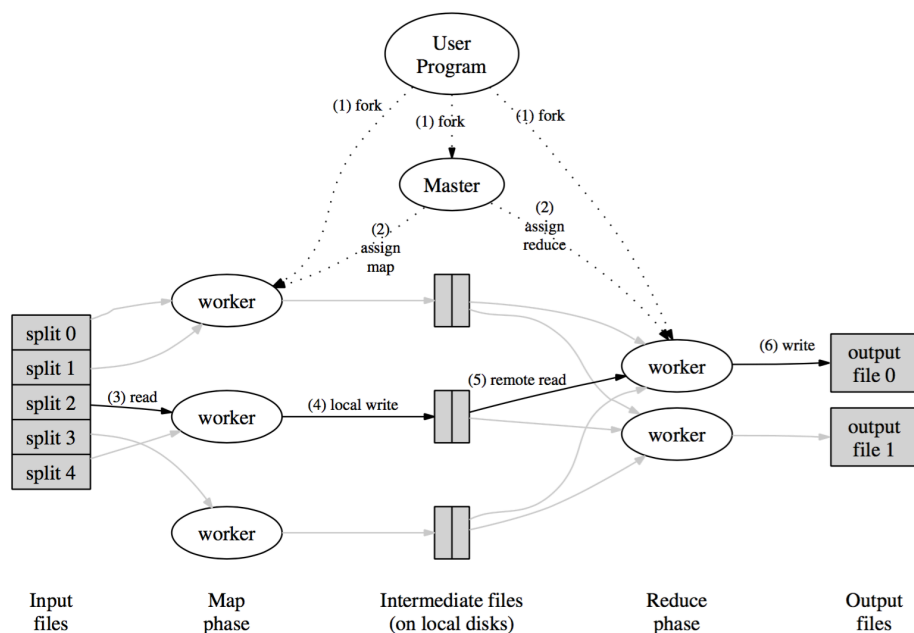 User
Program
(1) fork
(1) fork
(1) fork
Master
(2)
assign
map
(2)
assign
reduce
worker
split 0
split 1
split 2
split 3
split 4
(3) read
worker
(4) local write
(5) remote read
worker
(6) write
output
file 0
worker
output
file 1
worker
Input
files
Map
phase
Intermediate files
(on local disks)
Reduce
phase
Output
files